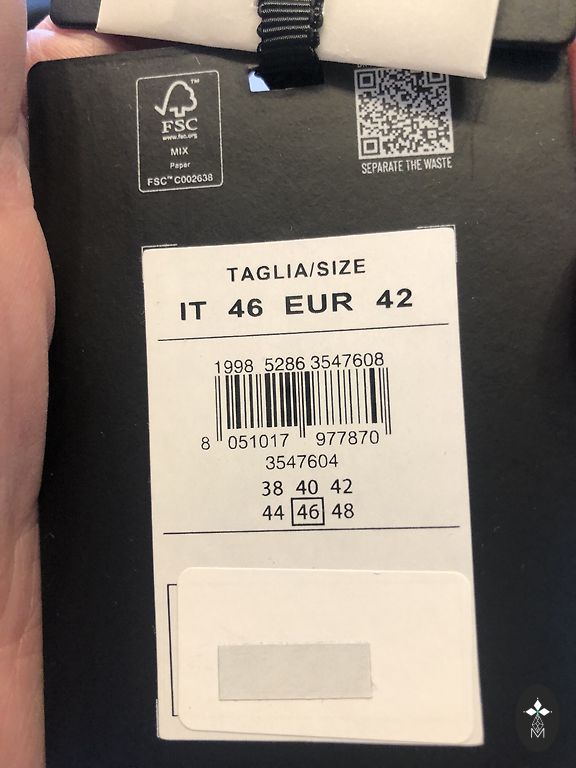 FSC™
www.fsc.org
MIX
Paper
FSC™ C002638
SEPARATE THE WASTE
TAGLIA/SIZE
IT 46 EUR 42
1998 5286 3547608
8 051017 977870
3547604
38 40 42
44 46 48
M